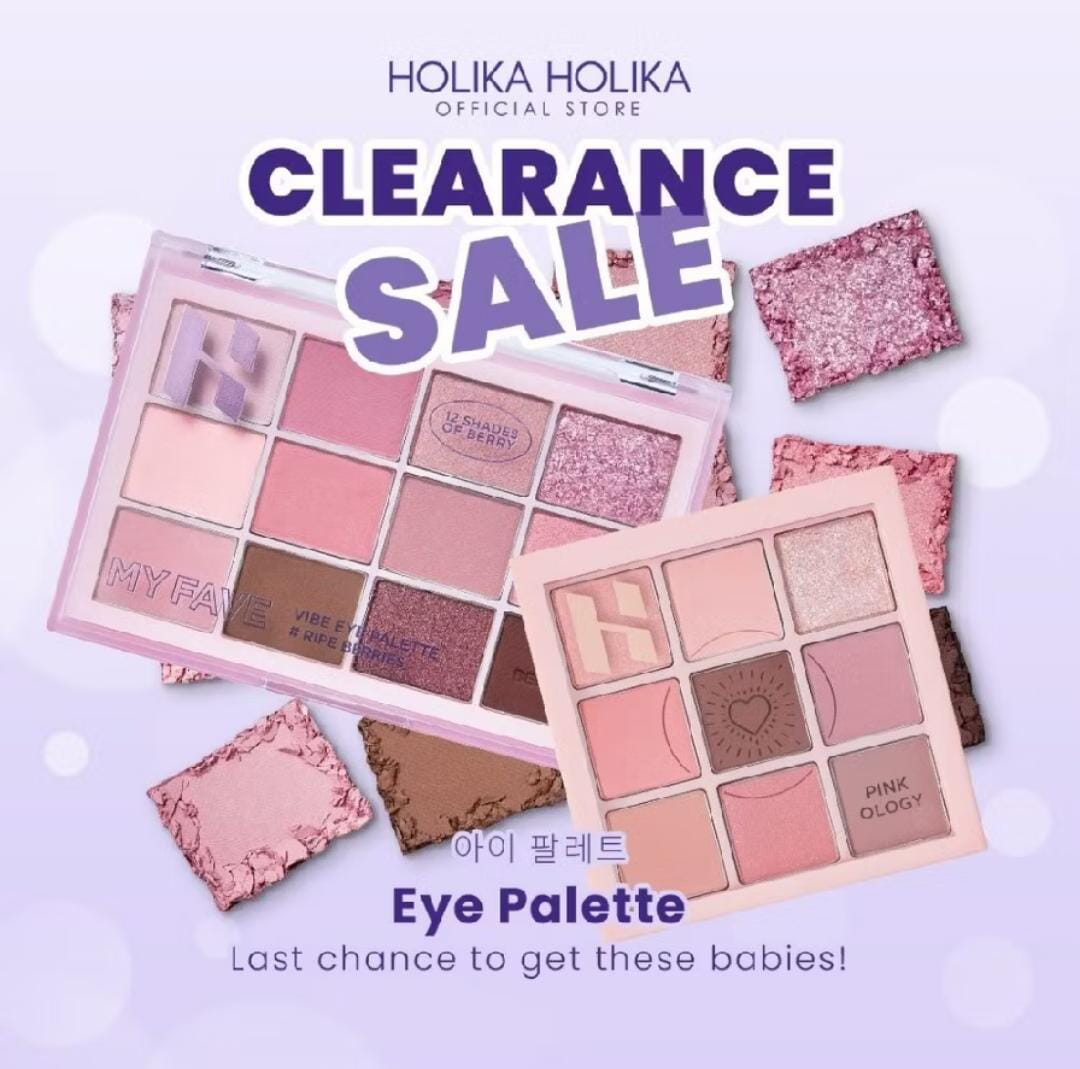 HOLIKA HOLIKA
OFFICIAL STORE
CLEARANCE
SALE
H
12 SHADES
OF BERRY
MY FAVE
VIBE EYE PALETTE
# RIPE BERRIES
H
PINK
OLOGY
아이 팔레트
Eye Palette
Last chance to get these babies!